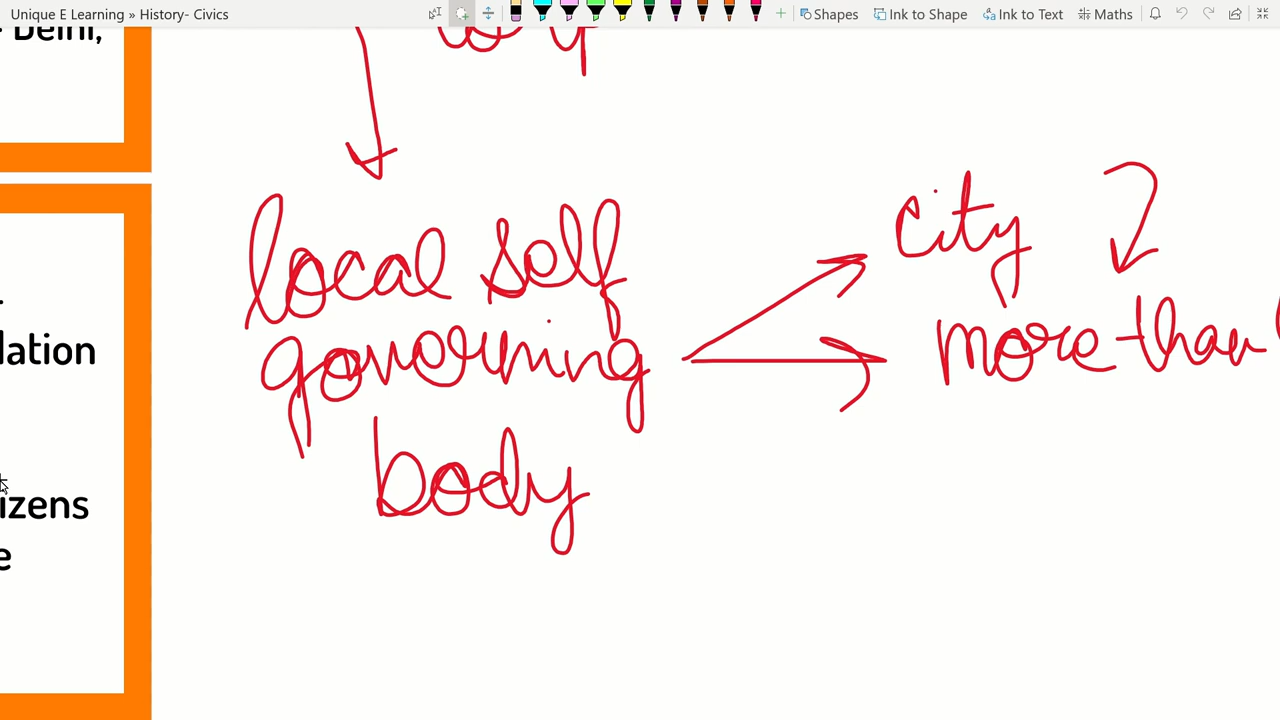 Unique E Learning » History- Civics
Shapes
Ink to Shape
Ink to Text
Maths
Delhi,
lation
izens
e
city
local self
governing
more than
body